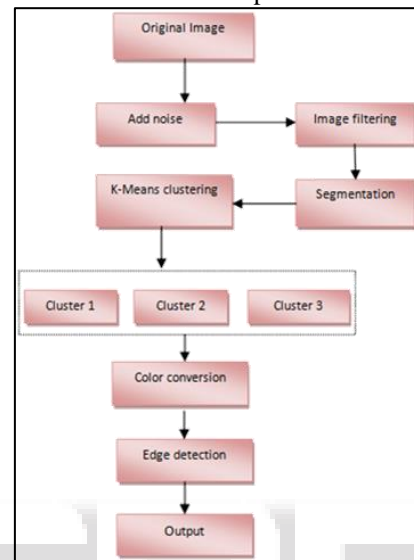 Original Image
Add noise
Image filtering
K-Means clustering
Segmentation
Cluster 1
Cluster 2
Cluster 3
Color conversion
Edge detection
Output